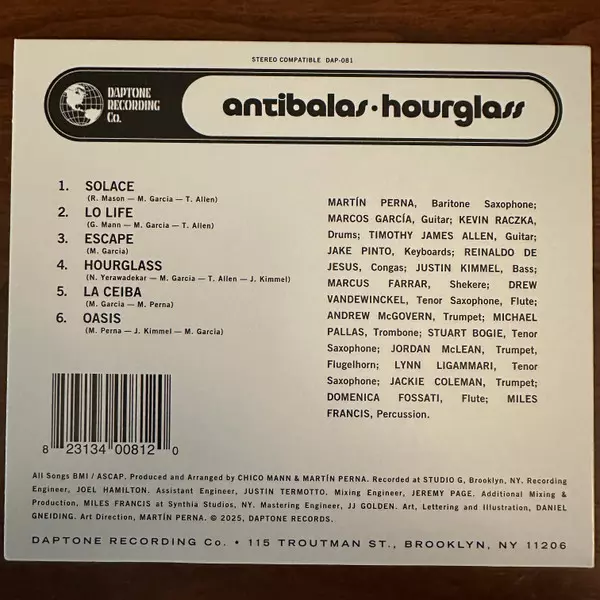 STEREO COMPATIBLE DAP-081
DAPTONE
RECORDING
Co.
antibalas·hourglass
1. SOLACE
(R. Mason — M. Garcia — T. Allen)
2. LO LIFE
(G. Mann — M. Garcia — T. Allen)
3. ESCAPE
(M. Garcia)
4. HOURGLASS
(N. Yerawadekar — M. Garcia — T. Allen — J. Kimmel)
5. LA CEIBA
(M. Garcia — M. Perna)
6. OASIS
(M. Perna — J. Kimmel — M. Garcia)
MARTÍN PERNA, Baritone Saxophone;
MARCOS GARCÍA, Guitar; KEVIN RACZKA,
Drums; TIMOTHY JAMES ALLEN, Guitar;
JAKE PINTO, Keyboards; REINALDO DE
JESUS, Congas; JUSTIN KIMMEL, Bass;
MARCUS FARRAR, Shekere; DREW
VANDEWINCKEL, Tenor Saxophone, Flute;
ANDREW McGOVERN, Trumpet; MICHAEL
PALLAS, Trombone; STUART BOGIE, Tenor
Saxophone; JORDAN McLEAN, Trumpet,
Flugelhorn; LYNN LIGAMMARI, Tenor
Saxophone; JACKIE COLEMAN, Trumpet;
DOMENICA FOSSATI, Flute; MILES
FRANCIS, Percussion.
8 23134 00812 0
All Songs BMI / ASCAP. Produced and Arranged by CHICO MANN & MARTÍN PERNA. Recorded at STUDIO G, Brooklyn, NY. Recording
Engineer, JOEL HAMILTON. Assistant Engineer, JUSTIN TERMOTTO. Mixing Engineer, JEREMY PAGE. Additional Mixing &
Production, MILES FRANCIS at Synthia Studios, NY. Mastering Engineer, JJ GOLDEN. Art, Lettering and Illustration, DANIEL
GNEIDING. Art Direction, MARTÍN PERNA. © 2025, DAPTONE RECORDS.
DAPTONE RECORDING Co. • 115 TROUTMAN ST., BROOKLYN, NY 11206